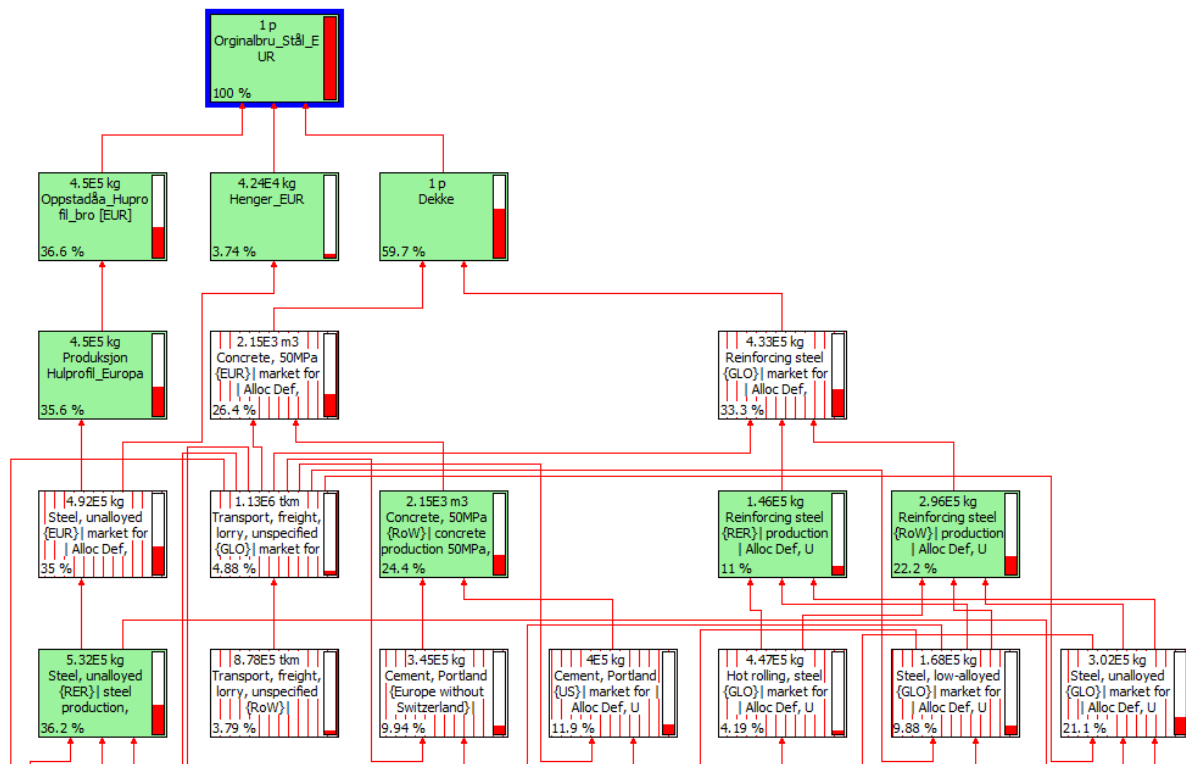 1 p
Orginalbru_Stål_E
UR
100 %
4.5E5 kg
Oppstadåa_Hupro
fil_bro [EUR]
36.6 %
4.24E4 kg
Henger_EUR
3.74 %
1 p
Dekke
59.7 %
4.5E5 kg
Produksjon
Hulprofil_Europa
35.6 %
2.15E3 m3
Concrete, 50MPa
{EUR}| market for
| Alloc Def,
26.4 %
4.33E5 kg
Reinforcing steel
{GLO}| market for
| Alloc Def,
33.3 %
4.92E5 kg
Steel, unalloyed
{EUR}| market for
| Alloc Def,
35 %
1.13E6 tkm
Transport, freight,
lorry, unspecified
{GLO}| market for
4.88 %
2.15E3 m3
Concrete, 50MPa
{RoW}| concrete
production 50MPa,
24.4 %
1.46E5 kg
Reinforcing steel
{RER}| production
| Alloc Def, U
11 %
2.96E5 kg
Reinforcing steel
{RoW}| production
| Alloc Def, U
22.2 %
5.32E5 kg
Steel, unalloyed
{RER}| steel
production,
36.2 %
8.78E5 tkm
Transport, freight,
lorry, unspecified
{RoW}|
3.79 %
3.45E5 kg
Cement, Portland
{Europe without
Switzerland}|
9.94 %
4E5 kg
Cement, Portland
{US}| market for |
Alloc Def, U
11.9 %
4.47E5 kg
Hot rolling, steel
{GLO}| market for
| Alloc Def, U
4.19 %
1.68E5 kg
Steel, low-alloyed
{GLO}| market for
| Alloc Def, U
9.88 %
3.02E5 kg
Steel, unalloyed
{GLO}| market for
| Alloc Def, U
21.1 %